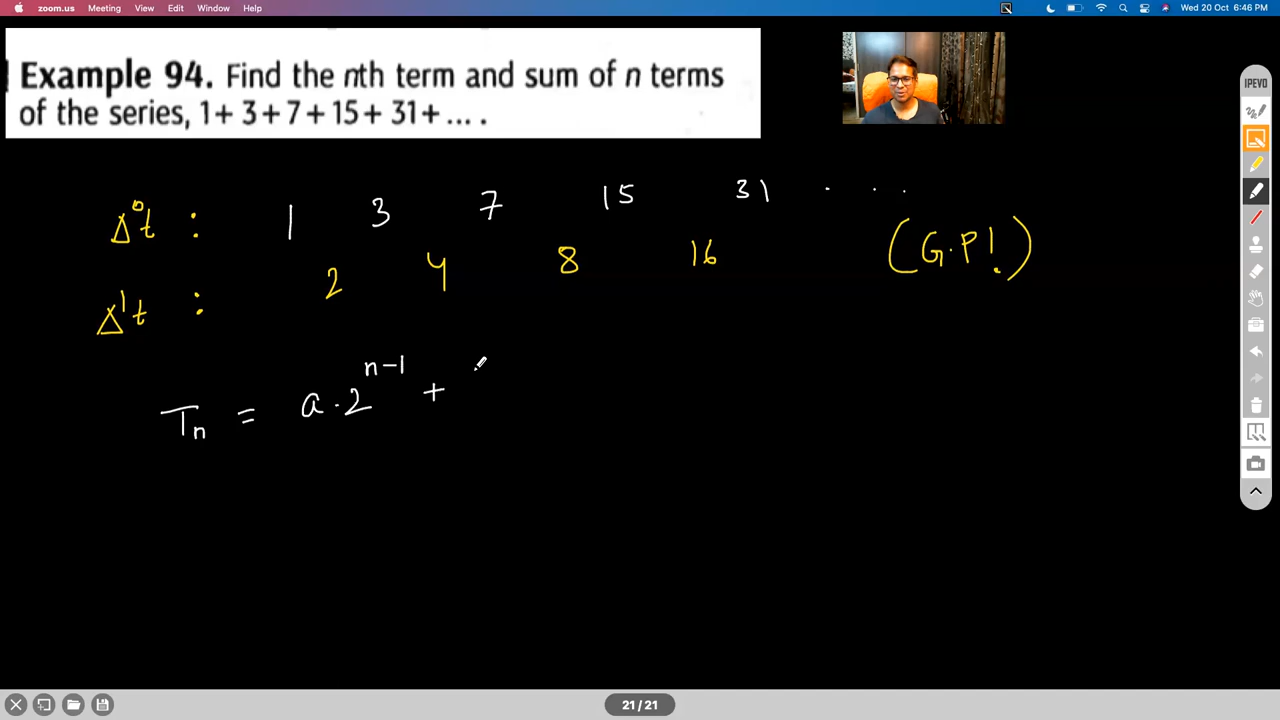 zoom.us Meeting View Edit Window Help Wed 20 Oct 6:46 PM
Example 94. Find the nth term and sum of n terms
of the series, 1+ 3+ 7+ 15+ 31+ ... .
IPEVO
Δ⁰t : 1 3 7 15 31 . . .
Δ¹t : 2 4 8 16 (G.P!)
Tₙ = a·2ⁿ⁻¹ +
21 / 21